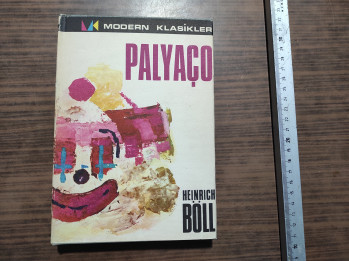 MODERN KLASİKLER
PALYAÇO
HEINRICH
BÖLL